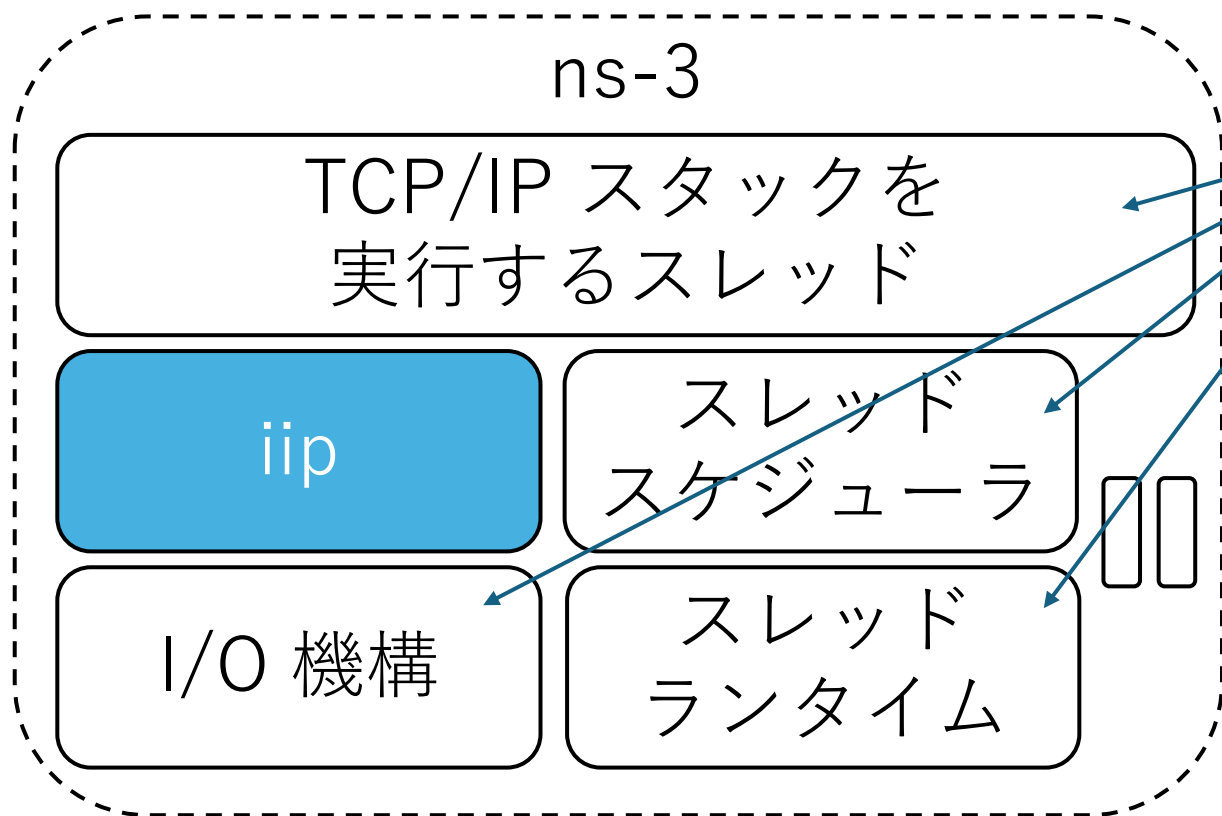 ns-3
TCP/IP スタックを
実行するスレッド
iip
スレッド
スケジューラ
I/O 機構
スレッド
ランタイム